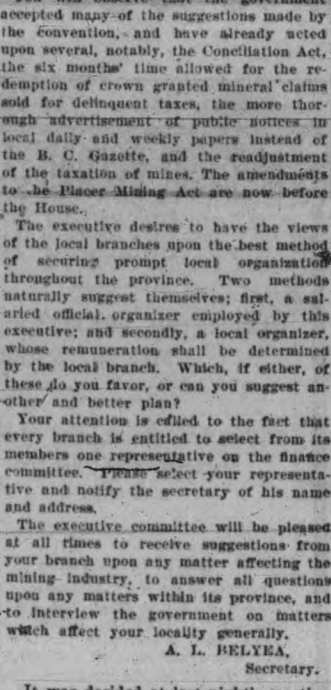 You will observe that the government
accepted many of the suggestions made by
the convention, and have already acted
upon several, notably, the Conciliation Act,
the six months' time allowed for the re-
demption of crown granted mineral claims
sold for delinquent taxes, the more thor-
ough advertisement of public notices in
local daily and weekly papers instead of
the B. C. Gazette, and the readjustment
of the taxation of mines. The amendments
to the Placer Mining Act are now before
the House.
The executive desires to have the views
of the local branches upon the best method
of securing prompt local organization
throughout the province. Two methods
naturally suggest themselves; first, a sal-
aried official organizer employed by this
executive; and secondly, a local organizer,
whose remuneration shall be determined
by the local branch. Which, if either, of
these do you favor, or can you suggest an-
other and better plan?
Your attention is called to the fact that
every branch is entitled to select from its
members one representative on the finance
committee. Please select your representa-
tive and notify the secretary of his name
and address.
The executive committee will be pleased
at all times to receive suggestions from
your branch upon any matter affecting the
mining industry, to answer all questions
upon any matters within its province, and
to interview the government on matters
which affect your locality generally.
A. L. BELYEA,
Secretary.
It was decided at